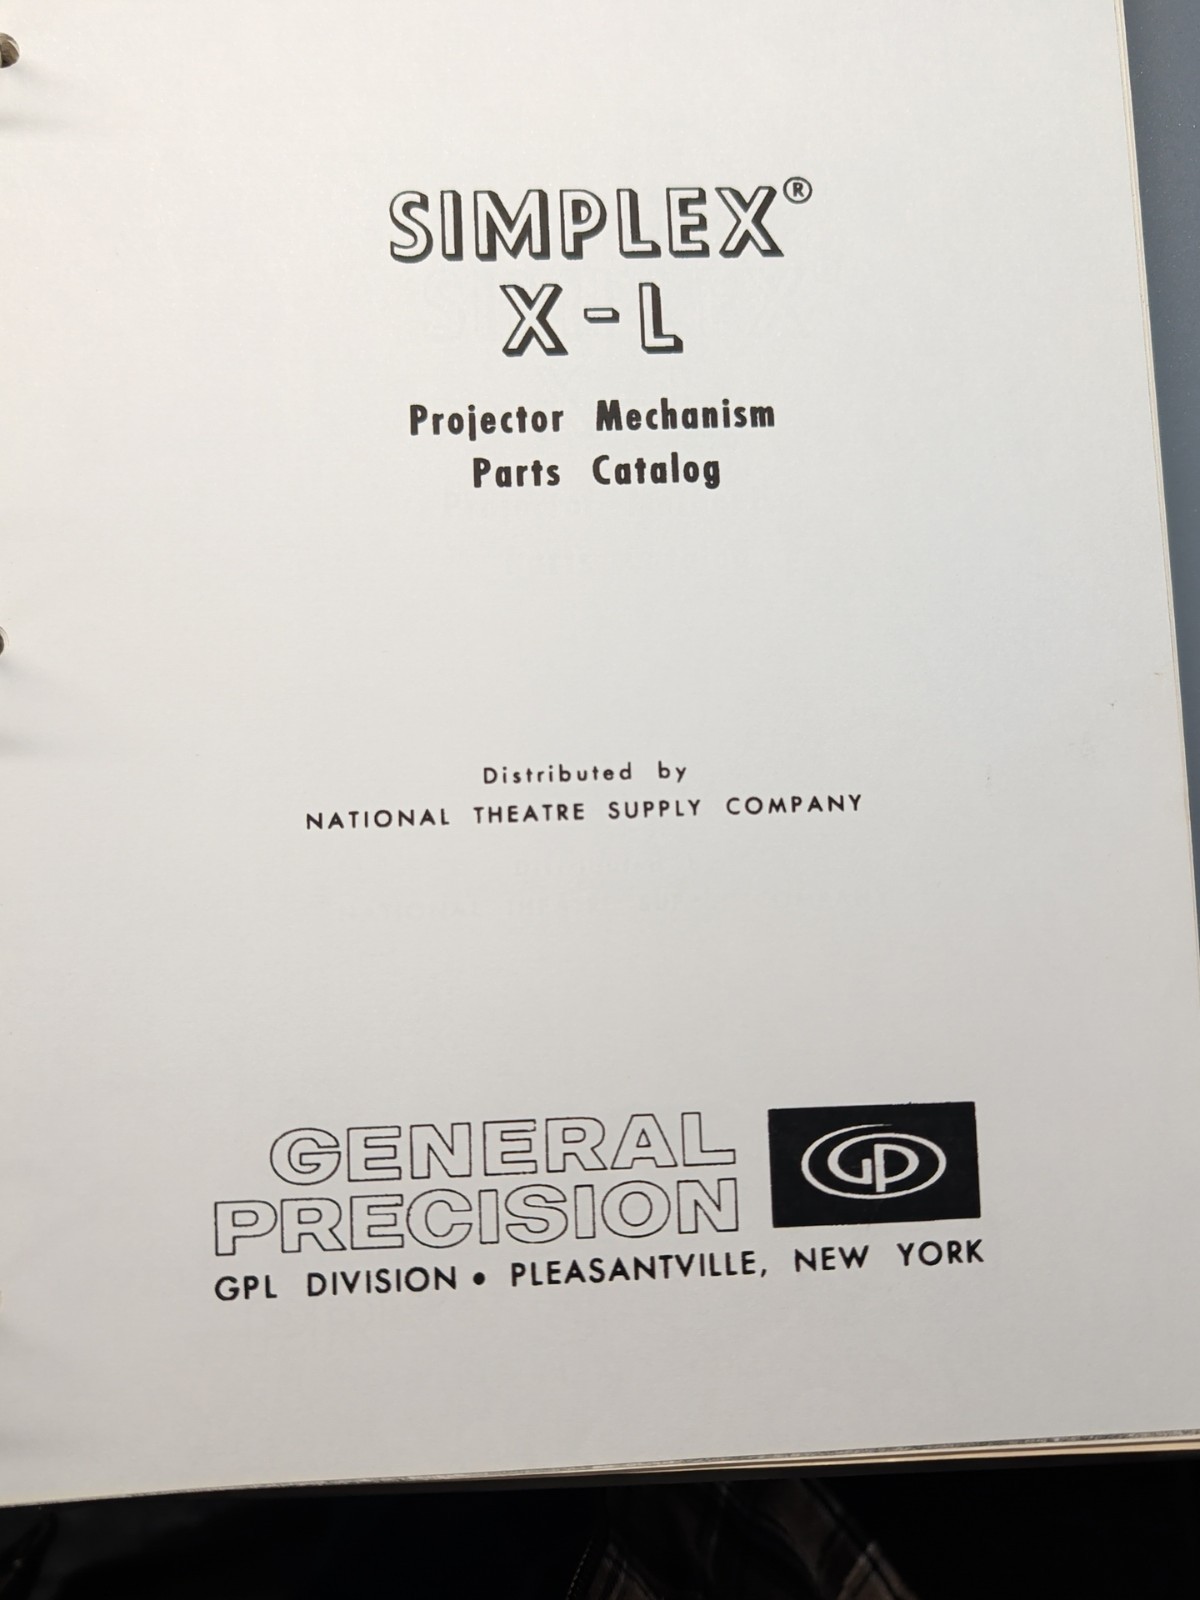 SIMPLEX®
X-L
Projector Mechanism
Parts Catalog
Distributed by
NATIONAL THEATRE SUPPLY COMPANY
GENERAL
PRECISION
GP
GPL DIVISION • PLEASANTVILLE, NEW YORK